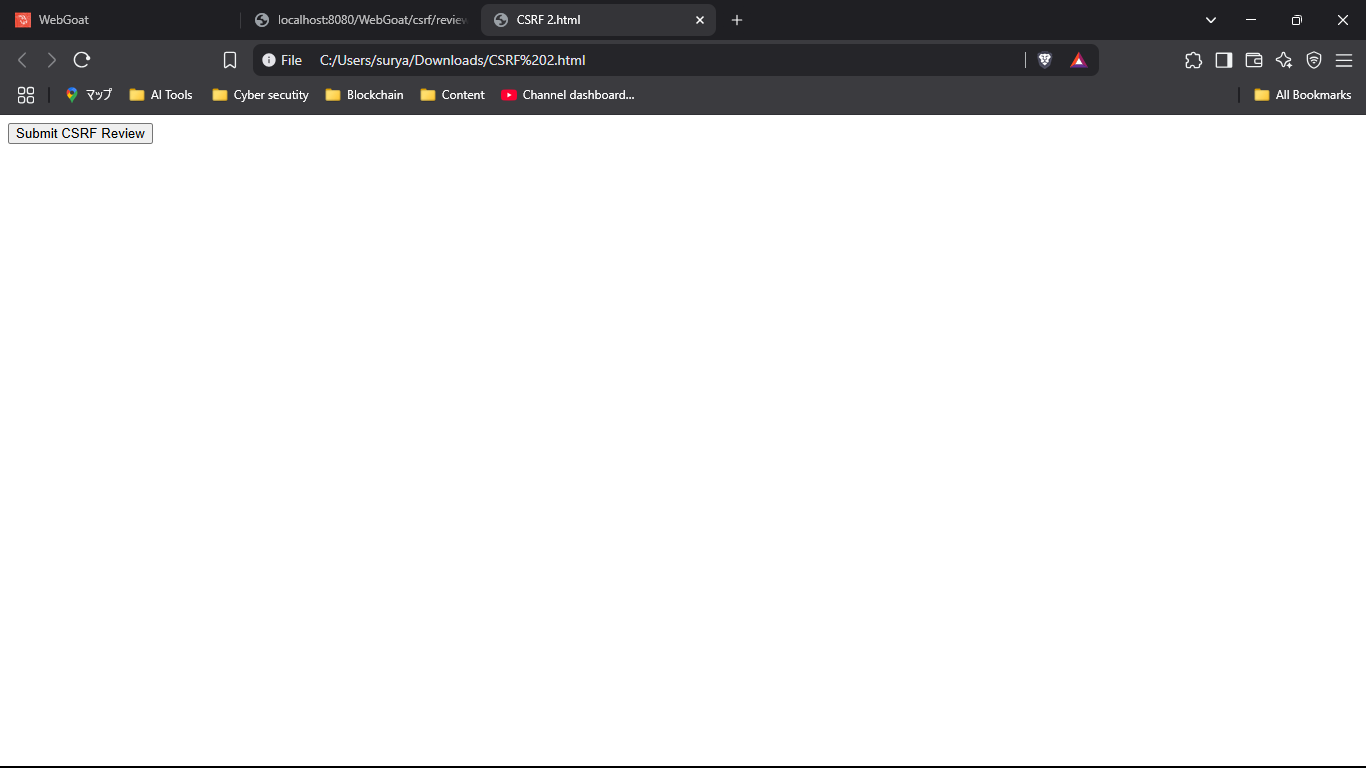 WebGoat
localhost:8080/WebGoat/csrf/review
CSRF 2.html
File C:/Users/surya/Downloads/CSRF%202.html
マップ AI Tools Cyber secutity Blockchain Content Channel dashboard... All Bookmarks
Submit CSRF Review